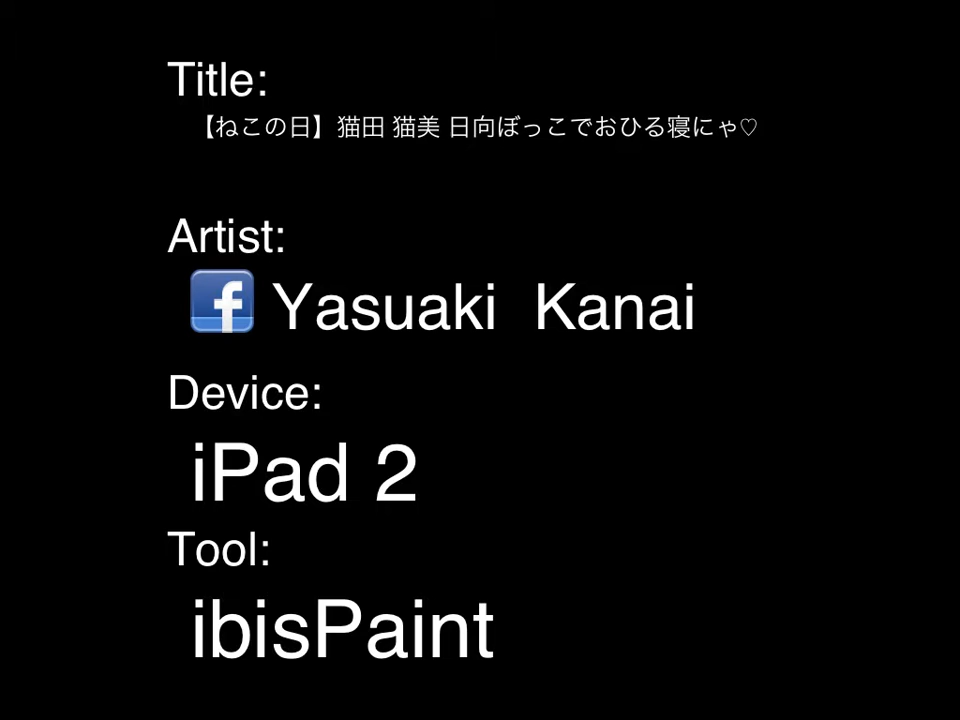 Title:
【ねこの日】猫田 猫美 日向ぼっこでおひる寝にゃ♡
Artist:
f Yasuaki Kanai
Device:
iPad 2
Tool:
ibisPaint